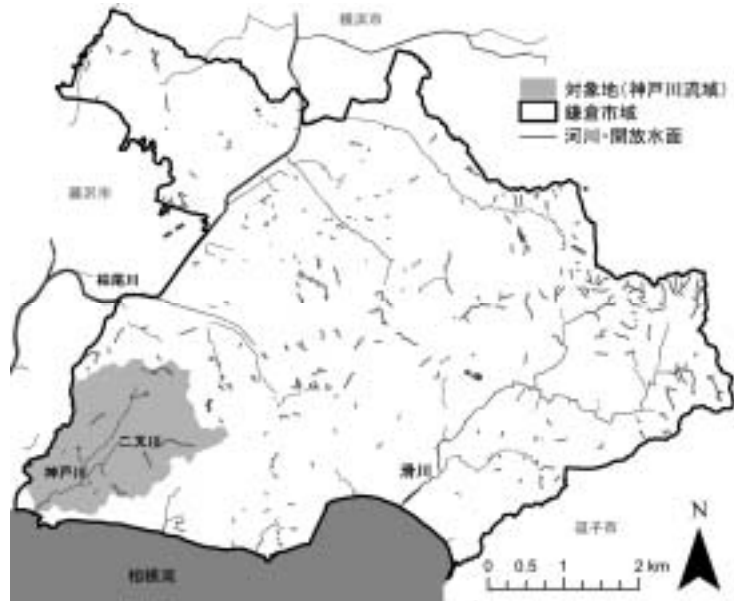 横浜市
対象地(神戸川流域)
鎌倉市域
河川・開放水面
藤沢市
柏尾川
二又川
神戸川
滑川
逗子市
N
相模湾
0 0.5 1 2 km